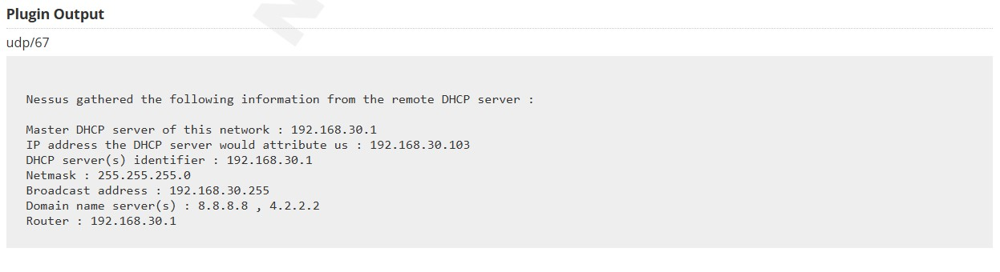 Plugin Output
udp/67
Nessus gathered the following information from the remote DHCP server :
Master DHCP server of this network : 192.168.30.1
IP address the DHCP server would attribute us : 192.168.30.103
DHCP server(s) identifier : 192.168.30.1
Netmask : 255.255.255.0
Broadcast address : 192.168.30.255
Domain name server(s) : 8.8.8.8 , 4.2.2.2
Router : 192.168.30.1